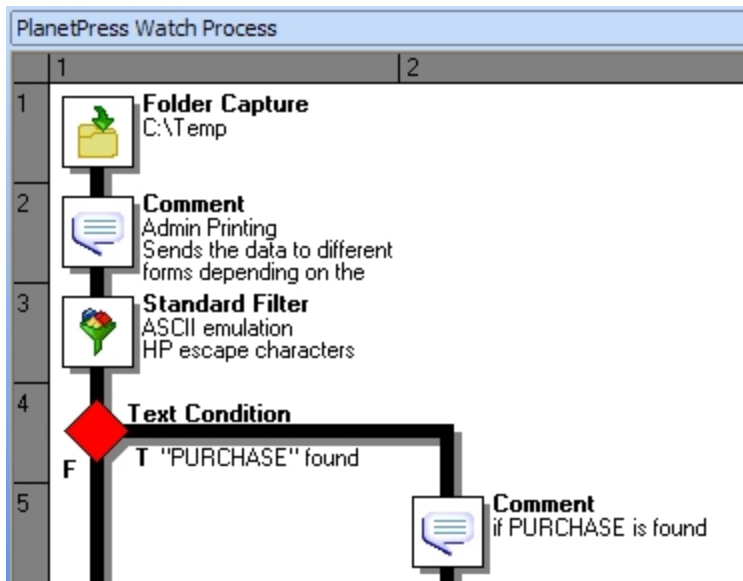 PlanetPress Watch Process
1
2
1
Folder Capture
C:\Temp
2
Comment
Admin Printing
Sends the data to different
forms depending on the
3
Standard Filter
ASCII emulation
HP escape characters
4
Text Condition
F
T "PURCHASE" found
5
Comment
if PURCHASE is found